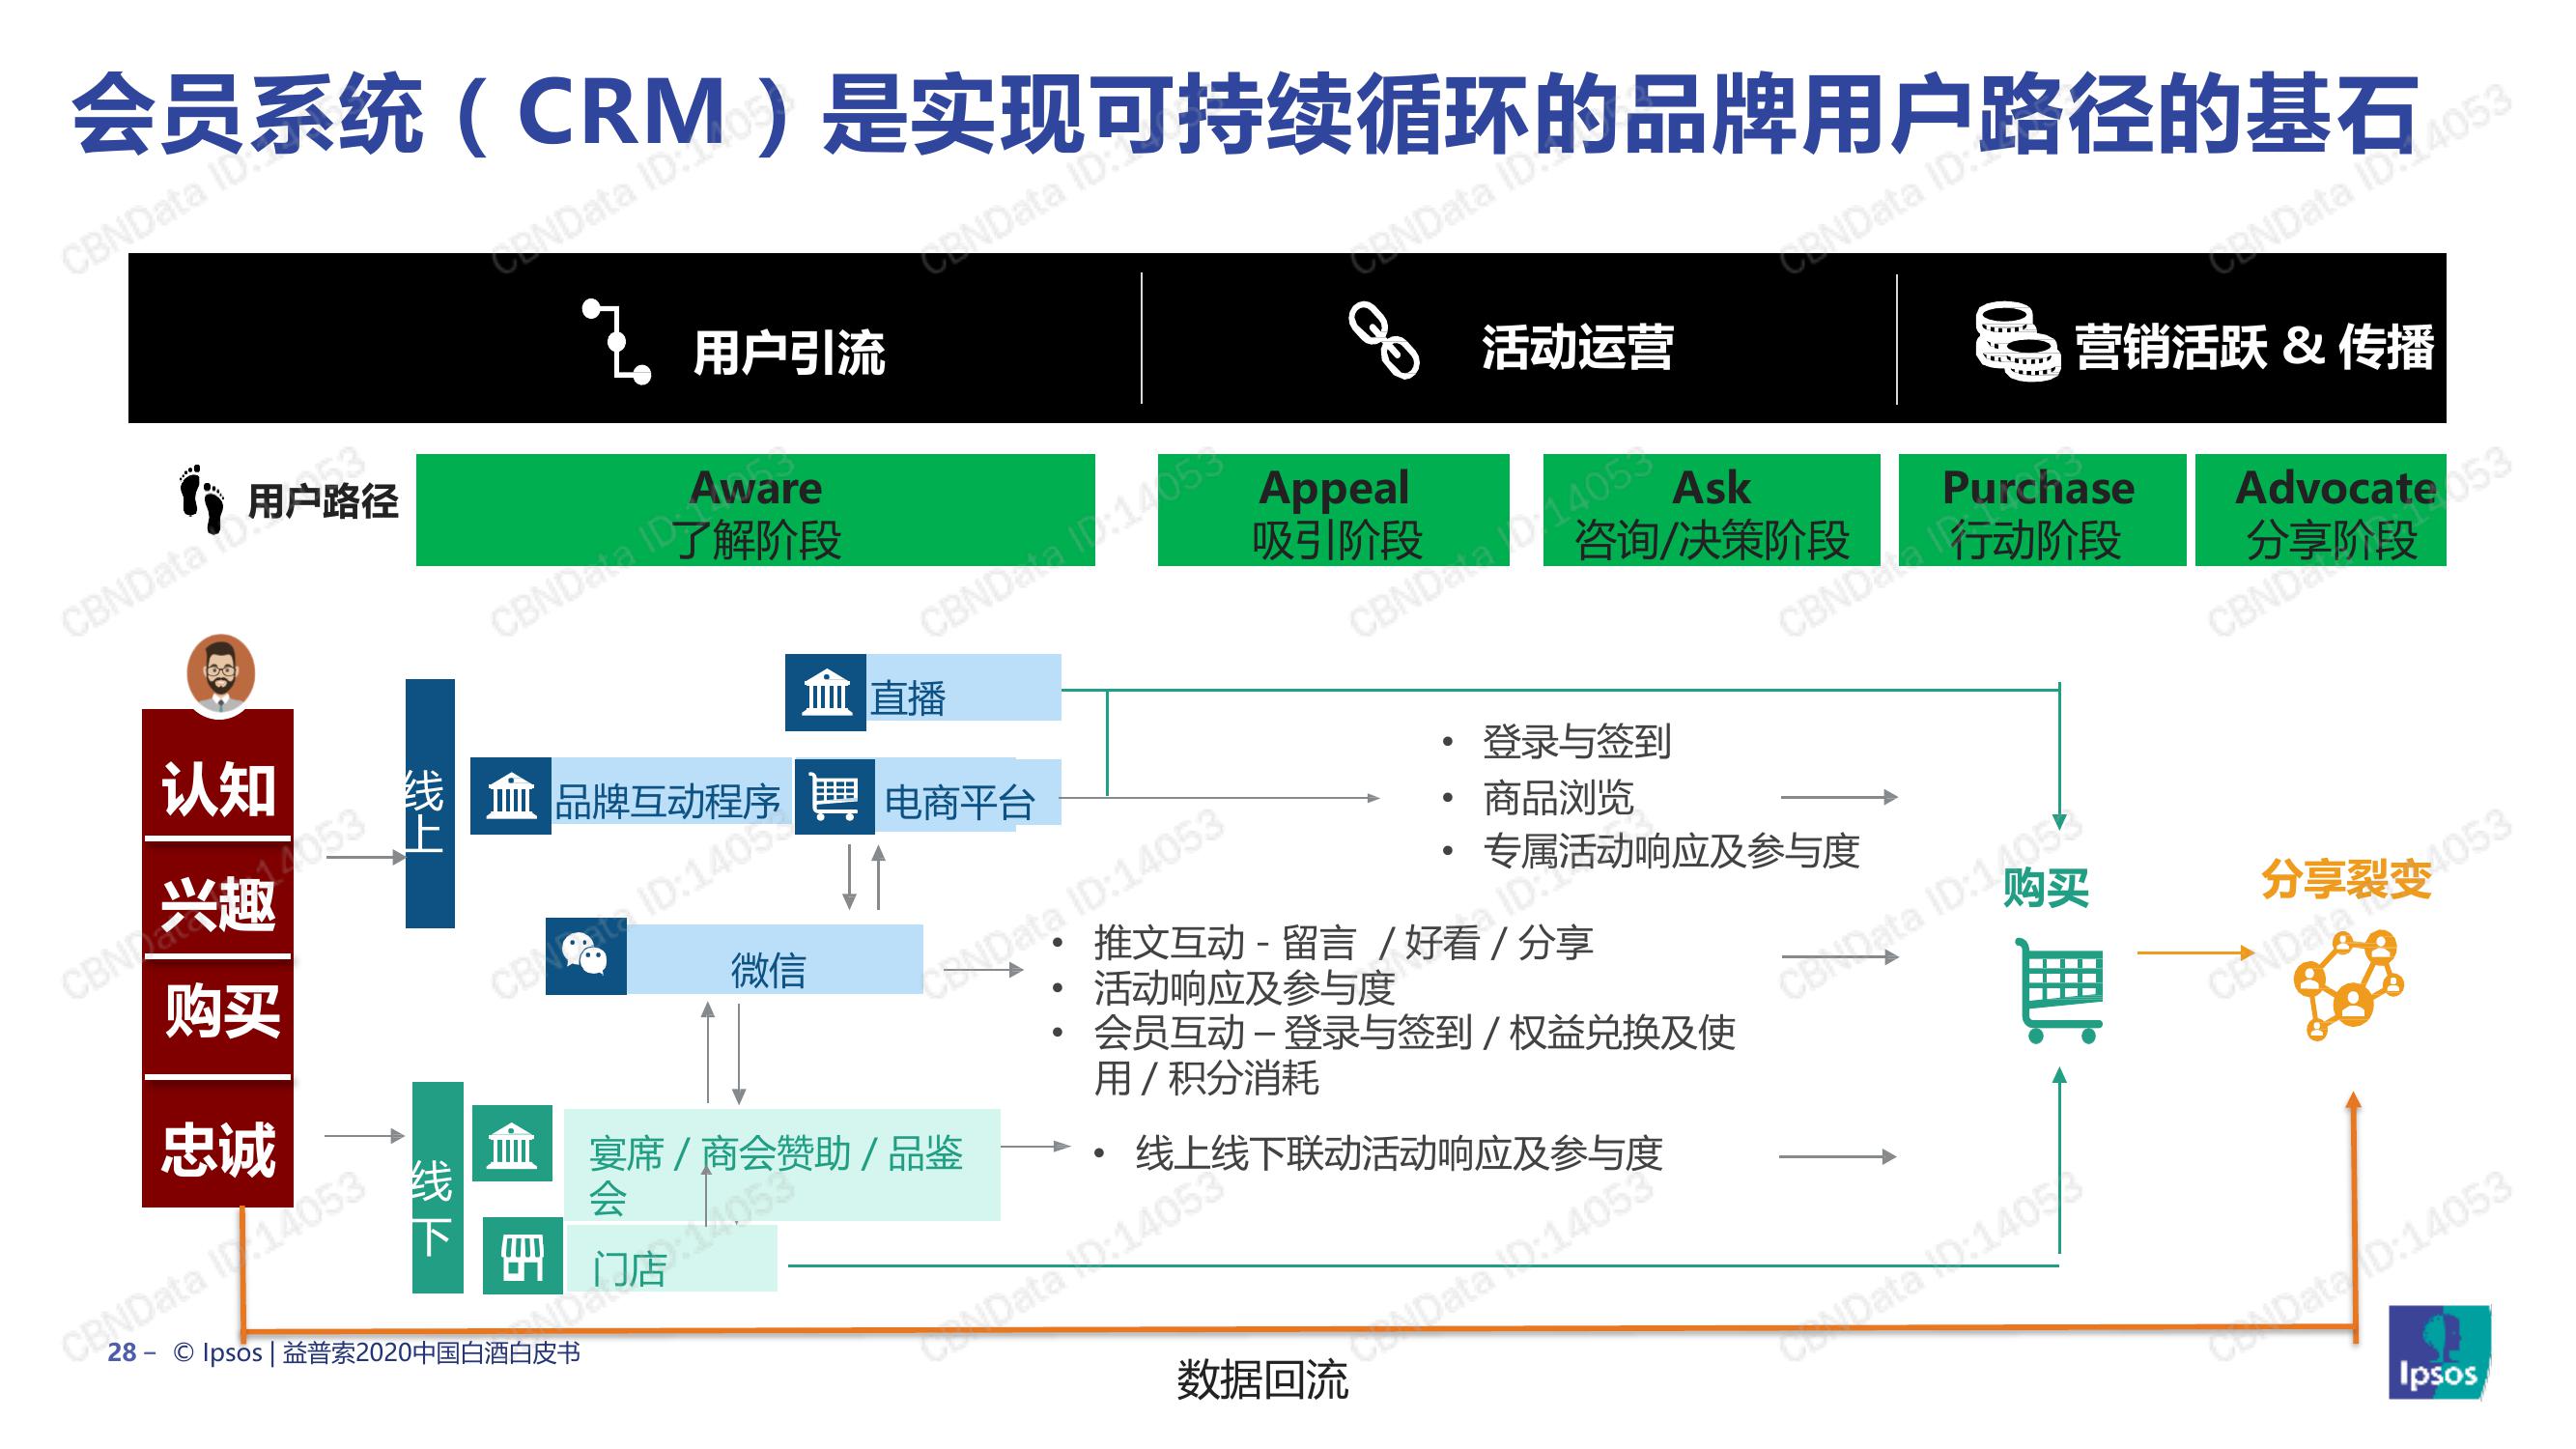 会员系统（CRM）是实现可持续循环的品牌用户路径的基石
用户引流
活动运营
营销活跃 & 传播
用户路径
Aware
了解阶段
Appeal
吸引阶段
Ask
咨询/决策阶段
Purchase
行动阶段
Advocate
分享阶段
认知
兴趣
购买
忠诚
线
上
直播
品牌互动程序
电商平台
微信
• 登录与签到
• 商品浏览
• 专属活动响应及参与度
• 推文互动 - 留言 / 好看 / 分享
• 活动响应及参与度
• 会员互动 – 登录与签到 / 权益兑换及使
用 / 积分消耗
线
下
宴席 / 商会赞助 / 品鉴
会
门店
• 线上线下联动活动响应及参与度
购买
分享裂变
数据回流
28 – © Ipsos | 益普索2020中国白酒白皮书
Ipsos
CBNData ID:14053